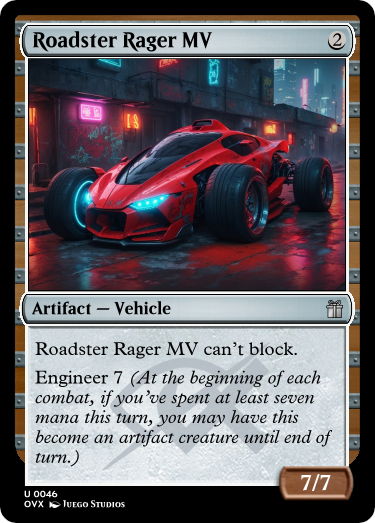 Roadster Rager MV 2
Artifact — Vehicle
Roadster Rager MV can't block.
Engineer 7 (At the beginning of each
combat, if you've spent at least seven
mana this turn, you may have this
become an artifact creature until end of
turn.)
7/7
U 0046
OVX Juego Studios